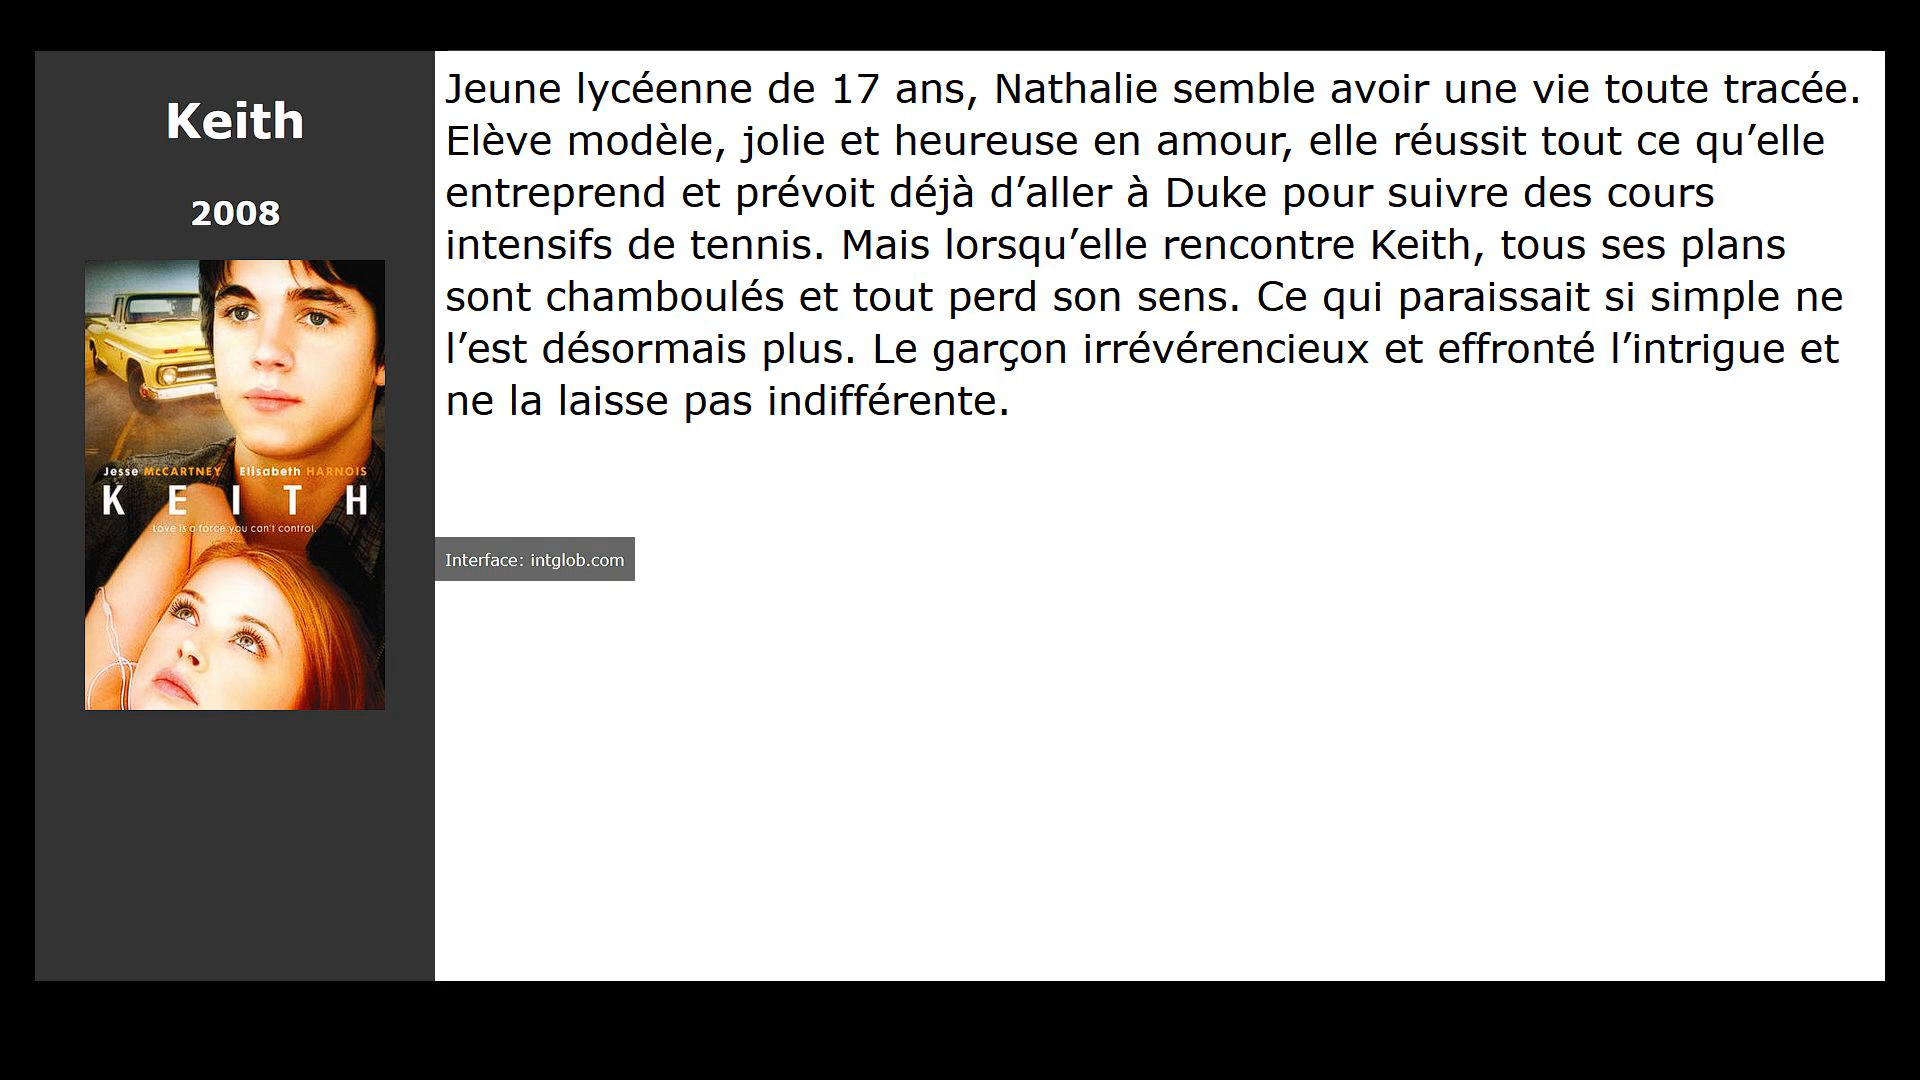 Keith
2008
Jesse McCARTNEY Elisabeth HARNOIS
KEITH
Love is a force you can't control.
Jeune lycéenne de 17 ans, Nathalie semble avoir une vie toute tracée.
Elève modèle, jolie et heureuse en amour, elle réussit tout ce qu’elle
entreprend et prévoit déjà d’aller à Duke pour suivre des cours
intensifs de tennis. Mais lorsqu’elle rencontre Keith, tous ses plans
sont chamboulés et tout perd son sens. Ce qui paraissait si simple ne
l’est désormais plus. Le garçon irrévérencieux et effronté l’intrigue et
ne la laisse pas indifférente.
Interface: intglob.com